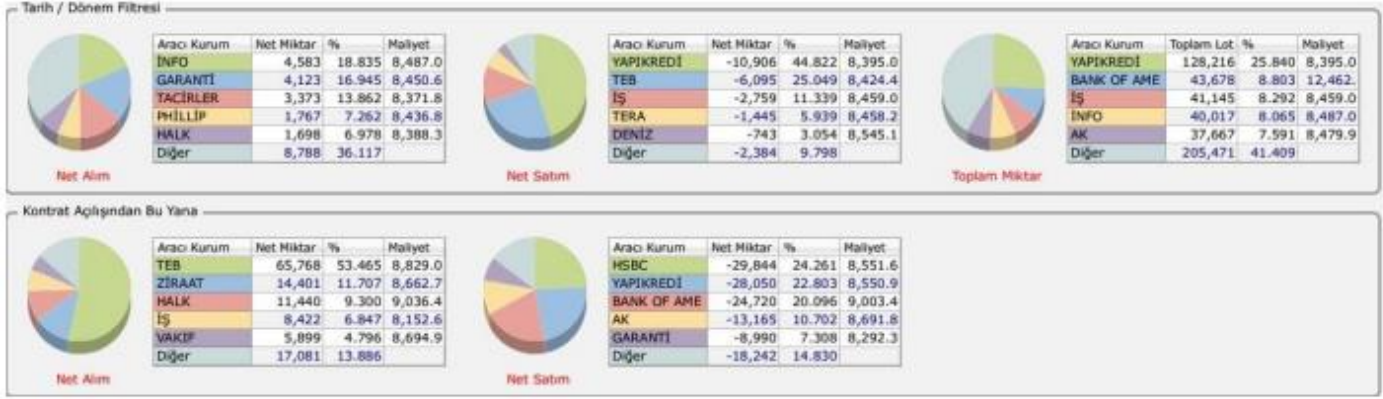 Tarih / Dönem Filtresi
Aracı Kurum Net Miktar % Maliyet
İNFO 4,583 18.835 8,487.0
GARANTİ 4,123 16.945 8,450.6
TACİRLER 3,373 13.862 8,371.8
PHİLLİP 1,767 7.262 8,436.8
HALK 1,698 6.978 8,388.3
Diğer 8,788 36.117
Net Alım
Aracı Kurum Net Miktar % Maliyet
YAPIKREDİ -10,906 44.822 8,395.0
TEB -6,095 25.049 8,424.4
İŞ -2,759 11.339 8,459.0
TERA -1,445 5.939 8,458.2
DENİZ -743 3.054 8,545.1
Diğer -2,384 9.798
Net Satım
Aracı Kurum Toplam Lot % Maliyet
YAPIKREDİ 128,216 25.840 8,395.0
BANK OF AME 43,678 8.803 12,462.
İŞ 41,145 8.292 8,459.0
İNFO 40,017 8.065 8,487.0
AK 37,667 7.591 8,479.9
Diğer 205,471 41.409
Toplam Miktar
Kontrat Açılışından Bu Yana
Aracı Kurum Net Miktar % Maliyet
TEB 65,768 53.465 8,829.0
ZİRAAT 14,401 11.707 8,662.7
HALK 11,440 9.300 9,036.4
İŞ 8,422 6.847 8,152.6
VAKIF 5,899 4.796 8,694.9
Diğer 17,081 13.886
Net Alım
Aracı Kurum Net Miktar % Maliyet
HSBC -29,844 24.261 8,551.6
YAPIKREDİ -28,050 22.803 8,550.9
BANK OF AME -24,720 20.096 9,003.4
AK -13,165 10.702 8,691.8
GARANTİ -8,990 7.308 8,292.3
Diğer -18,242 14.830
Net Satım